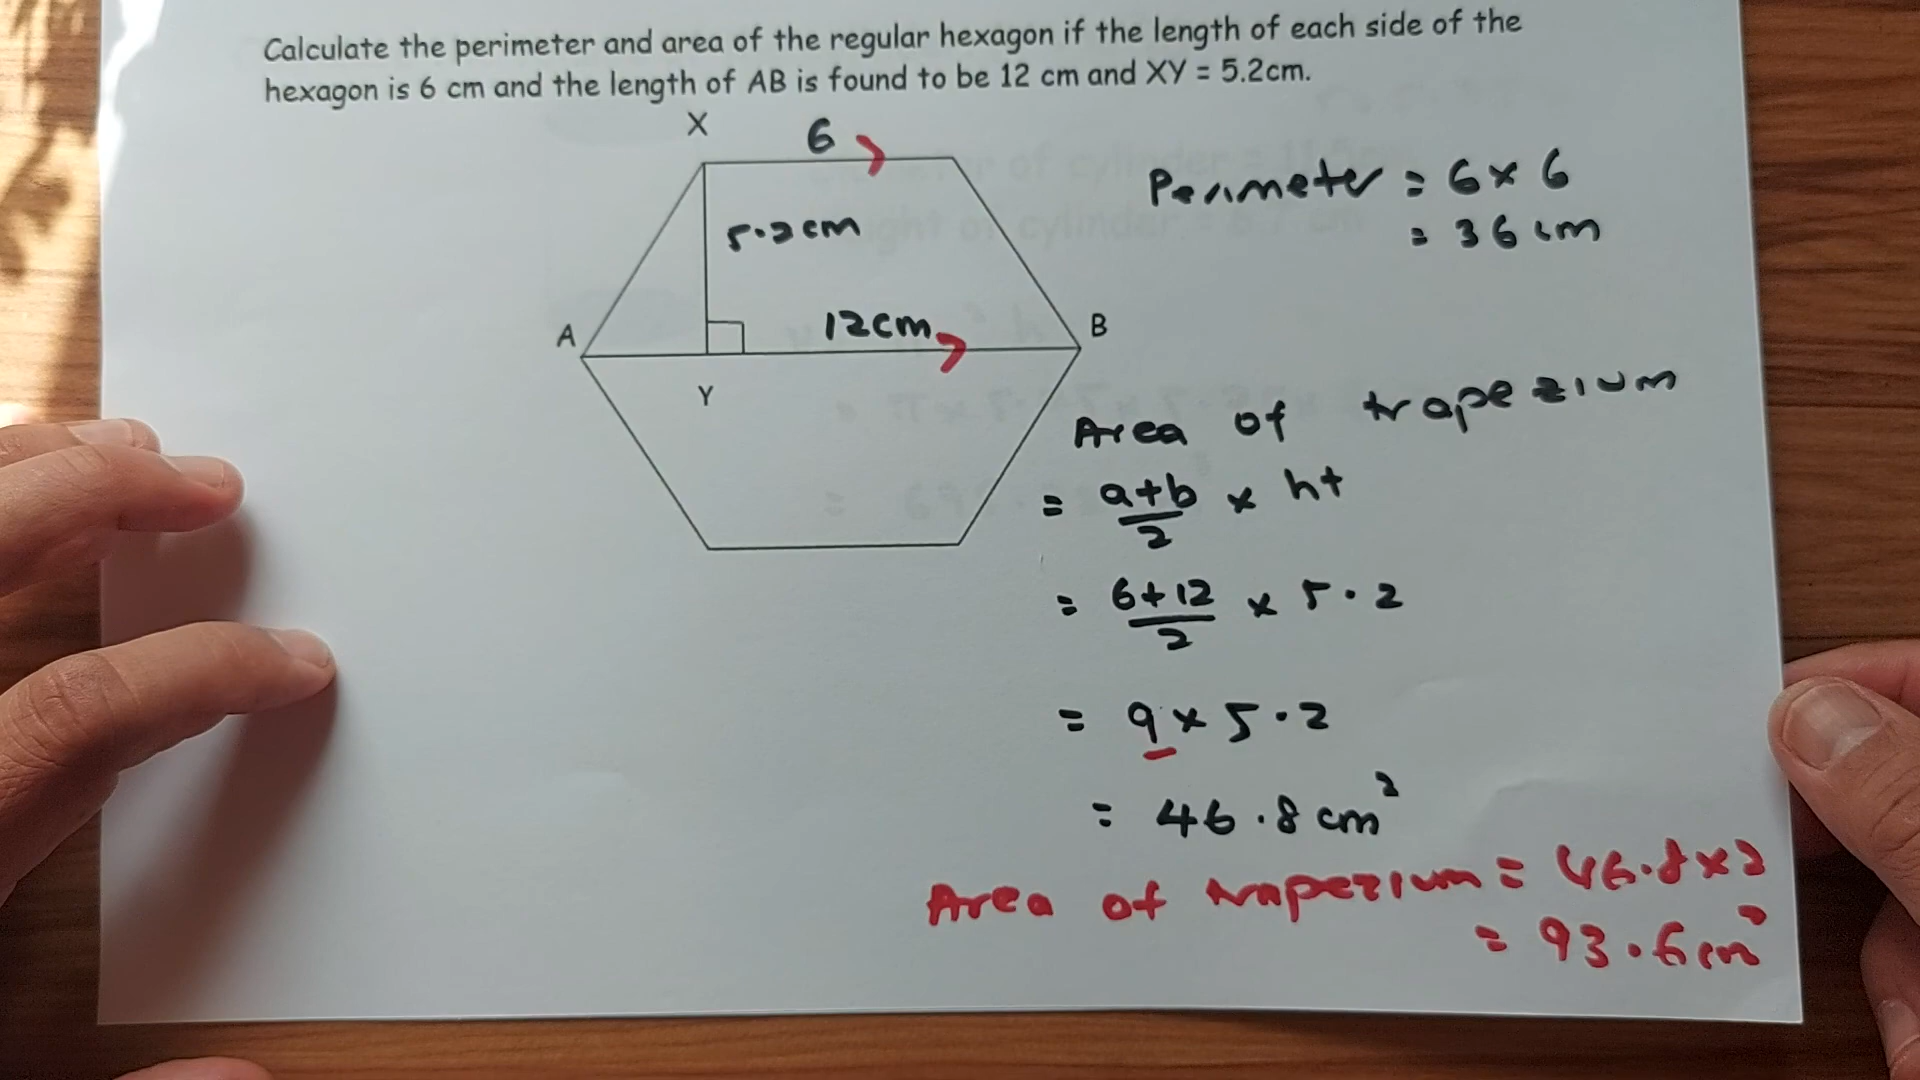 Calculate the perimeter and area of the regular hexagon if the length of each side of the
hexagon is 6 cm and the length of AB is found to be 12 cm and XY = 5.2cm.
X
6
5.2cm
A
12cm
B
Y
Perimeter = 6 x 6
= 36 cm
Area of trapezium
= a+b/2 x ht
= 6+12/2 x 5.2
= 9 x 5.2
= 46.8 cm²
Area of trapezium = 46.8 x 2
= 93.6 cm²